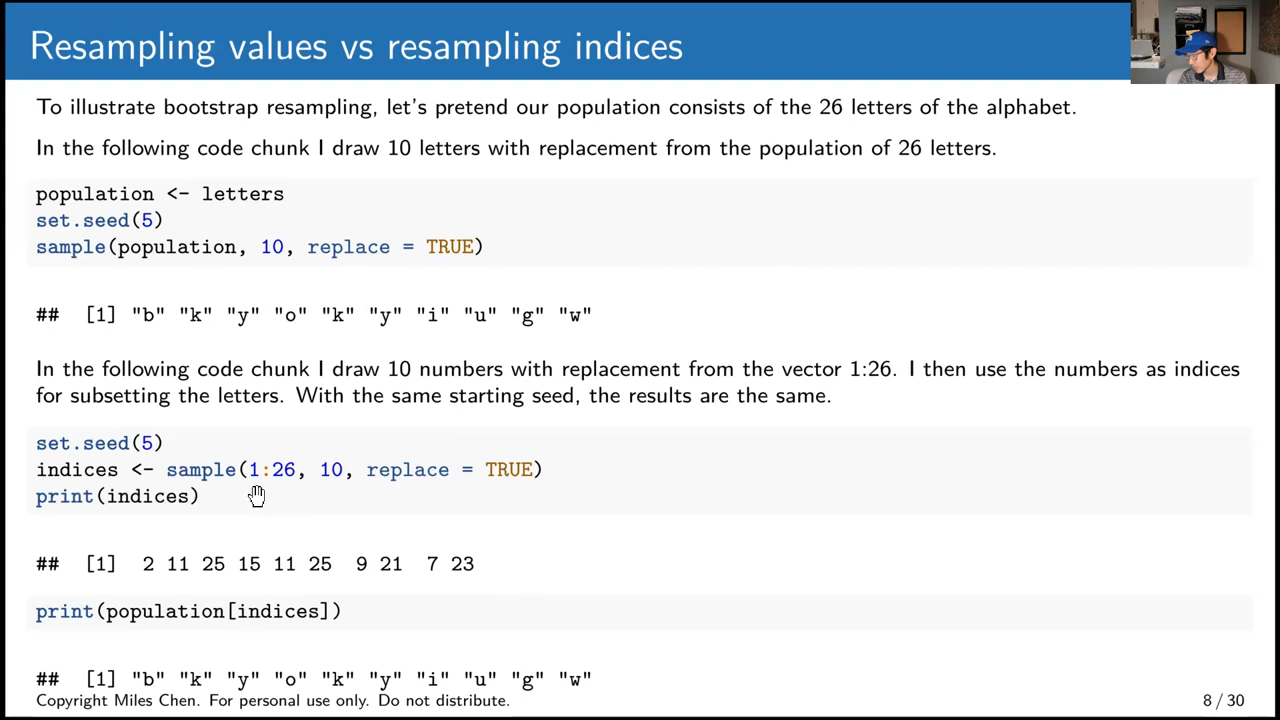 Resampling values vs resampling indices
To illustrate bootstrap resampling, let's pretend our population consists of the 26 letters of the alphabet.
In the following code chunk I draw 10 letters with replacement from the population of 26 letters.
population <- letters
set.seed(5)
sample(population, 10, replace = TRUE)
## [1] "b" "k" "y" "o" "k" "y" "i" "u" "g" "w"
In the following code chunk I draw 10 numbers with replacement from the vector 1:26. I then use the numbers as indices
for subsetting the letters. With the same starting seed, the results are the same.
set.seed(5)
indices <- sample(1:26, 10, replace = TRUE)
print(indices)
## [1] 2 11 25 15 11 25 9 21 7 23
print(population[indices])
## [1] "b" "k" "y" "o" "k" "y" "i" "u" "g" "w"
Copyright Miles Chen. For personal use only. Do not distribute.
8 / 30